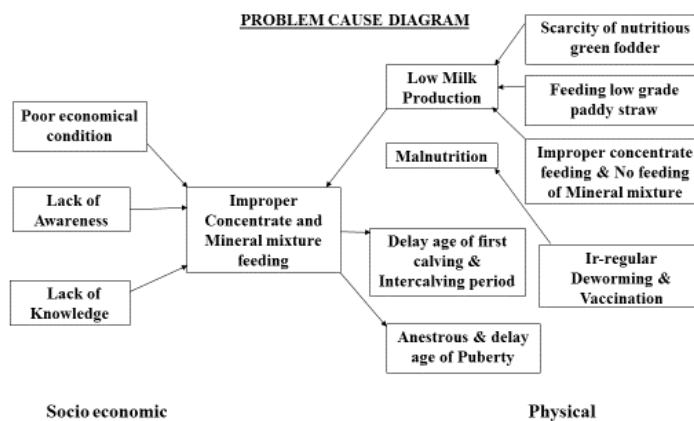 PROBLEM CAUSE DIAGRAM
Scarcity of nutritious
green fodder
Low Milk
Production
Feeding low grade
paddy straw
Poor economical
condition
Malnutrition
Improper concentrate
feeding & No feeding
of Mineral mixture
Lack of
Awareness
Improper
Concentrate and
Mineral mixture
feeding
Delay age of first
calving &
Intercalving period
Ir-regular
Deworming &
Vaccination
Lack of
Knowledge
Anestrous & delay
age of Puberty
Socio economic
Physical